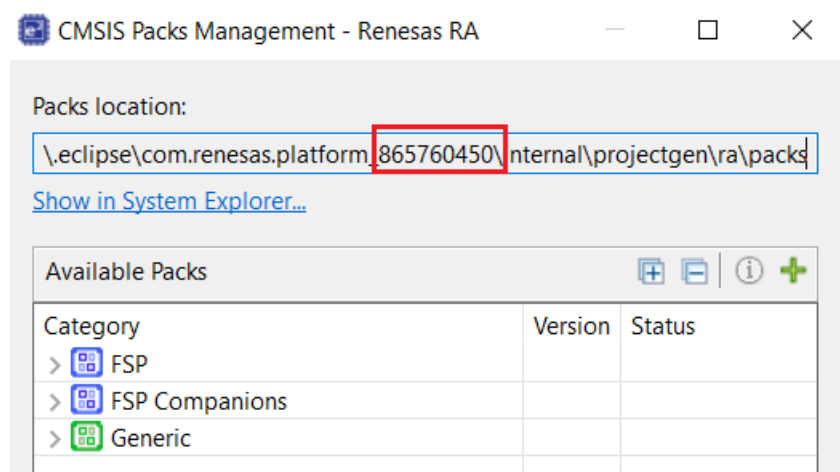 CMSIS Packs Management - Renesas RA
Packs location:
\.eclipse\com.renesas.platform_865760450\internal\projectgen\ra\packs
Show in System Explorer...
Available Packs
Category Version Status
FSP
FSP Companions
Generic